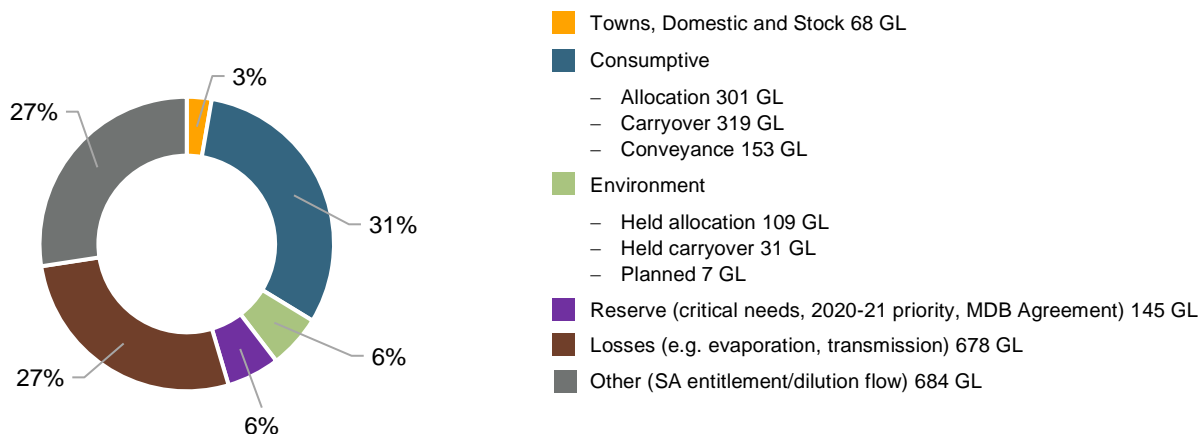 3%
27%
31%
6%
27%
6%
Towns, Domestic and Stock 68 GL
Consumptive
– Allocation 301 GL
– Carryover 319 GL
– Conveyance 153 GL
Environment
– Held allocation 109 GL
– Held carryover 31 GL
– Planned 7 GL
Reserve (critical needs, 2020-21 priority, MDB Agreement) 145 GL
Losses (e.g. evaporation, transmission) 678 GL
Other (SA entitlement/dilution flow) 684 GL